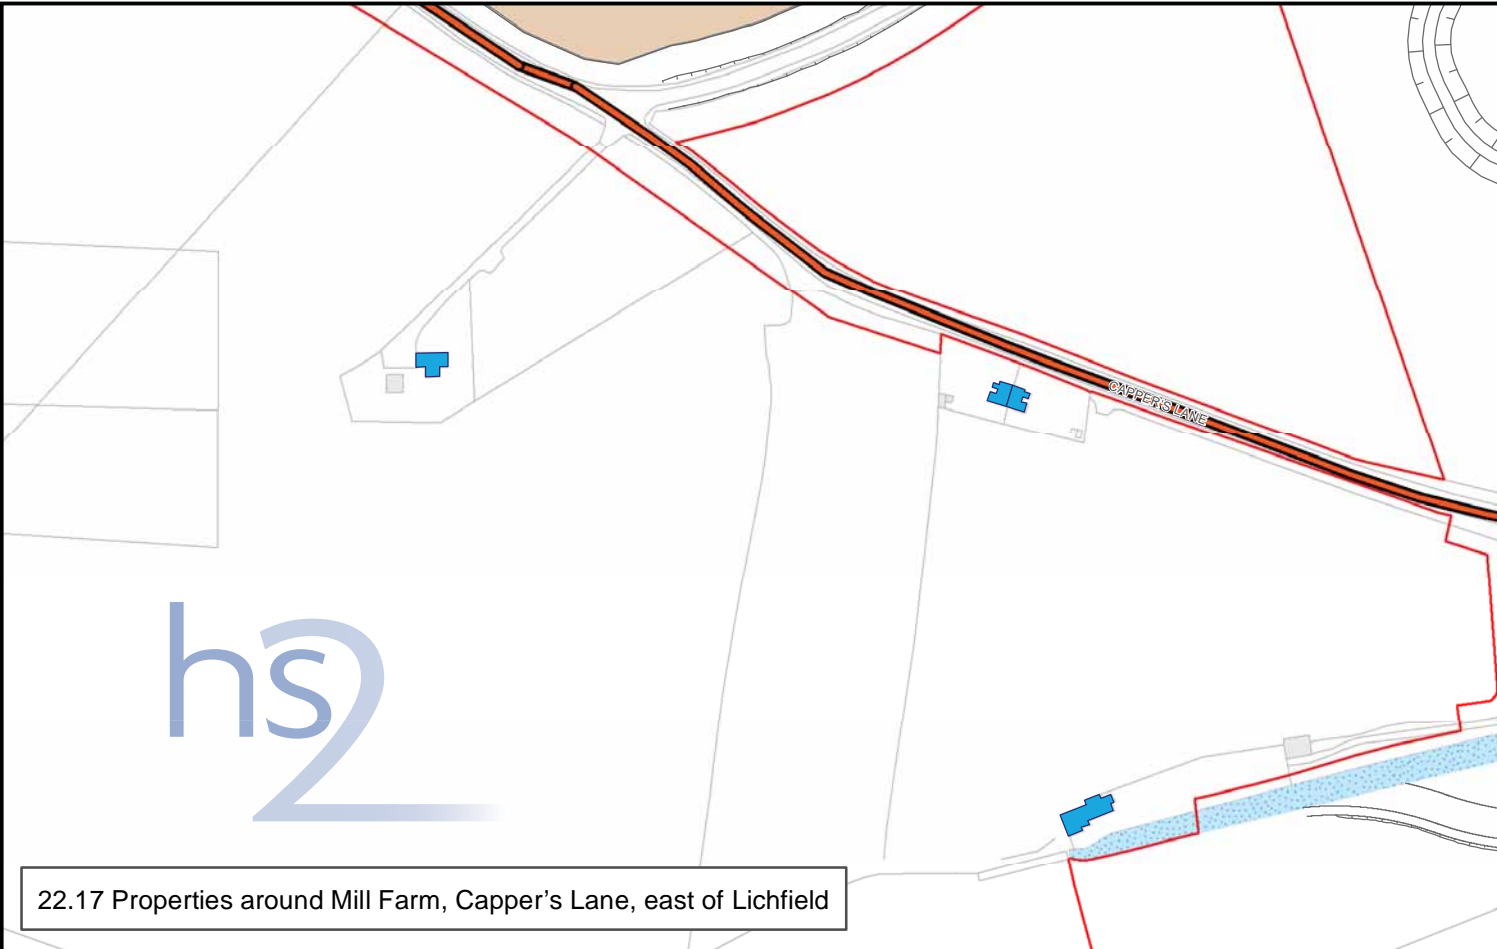 CAPPER'S LANE
hs2
22.17 Properties around Mill Farm, Capper's Lane, east of Lichfield